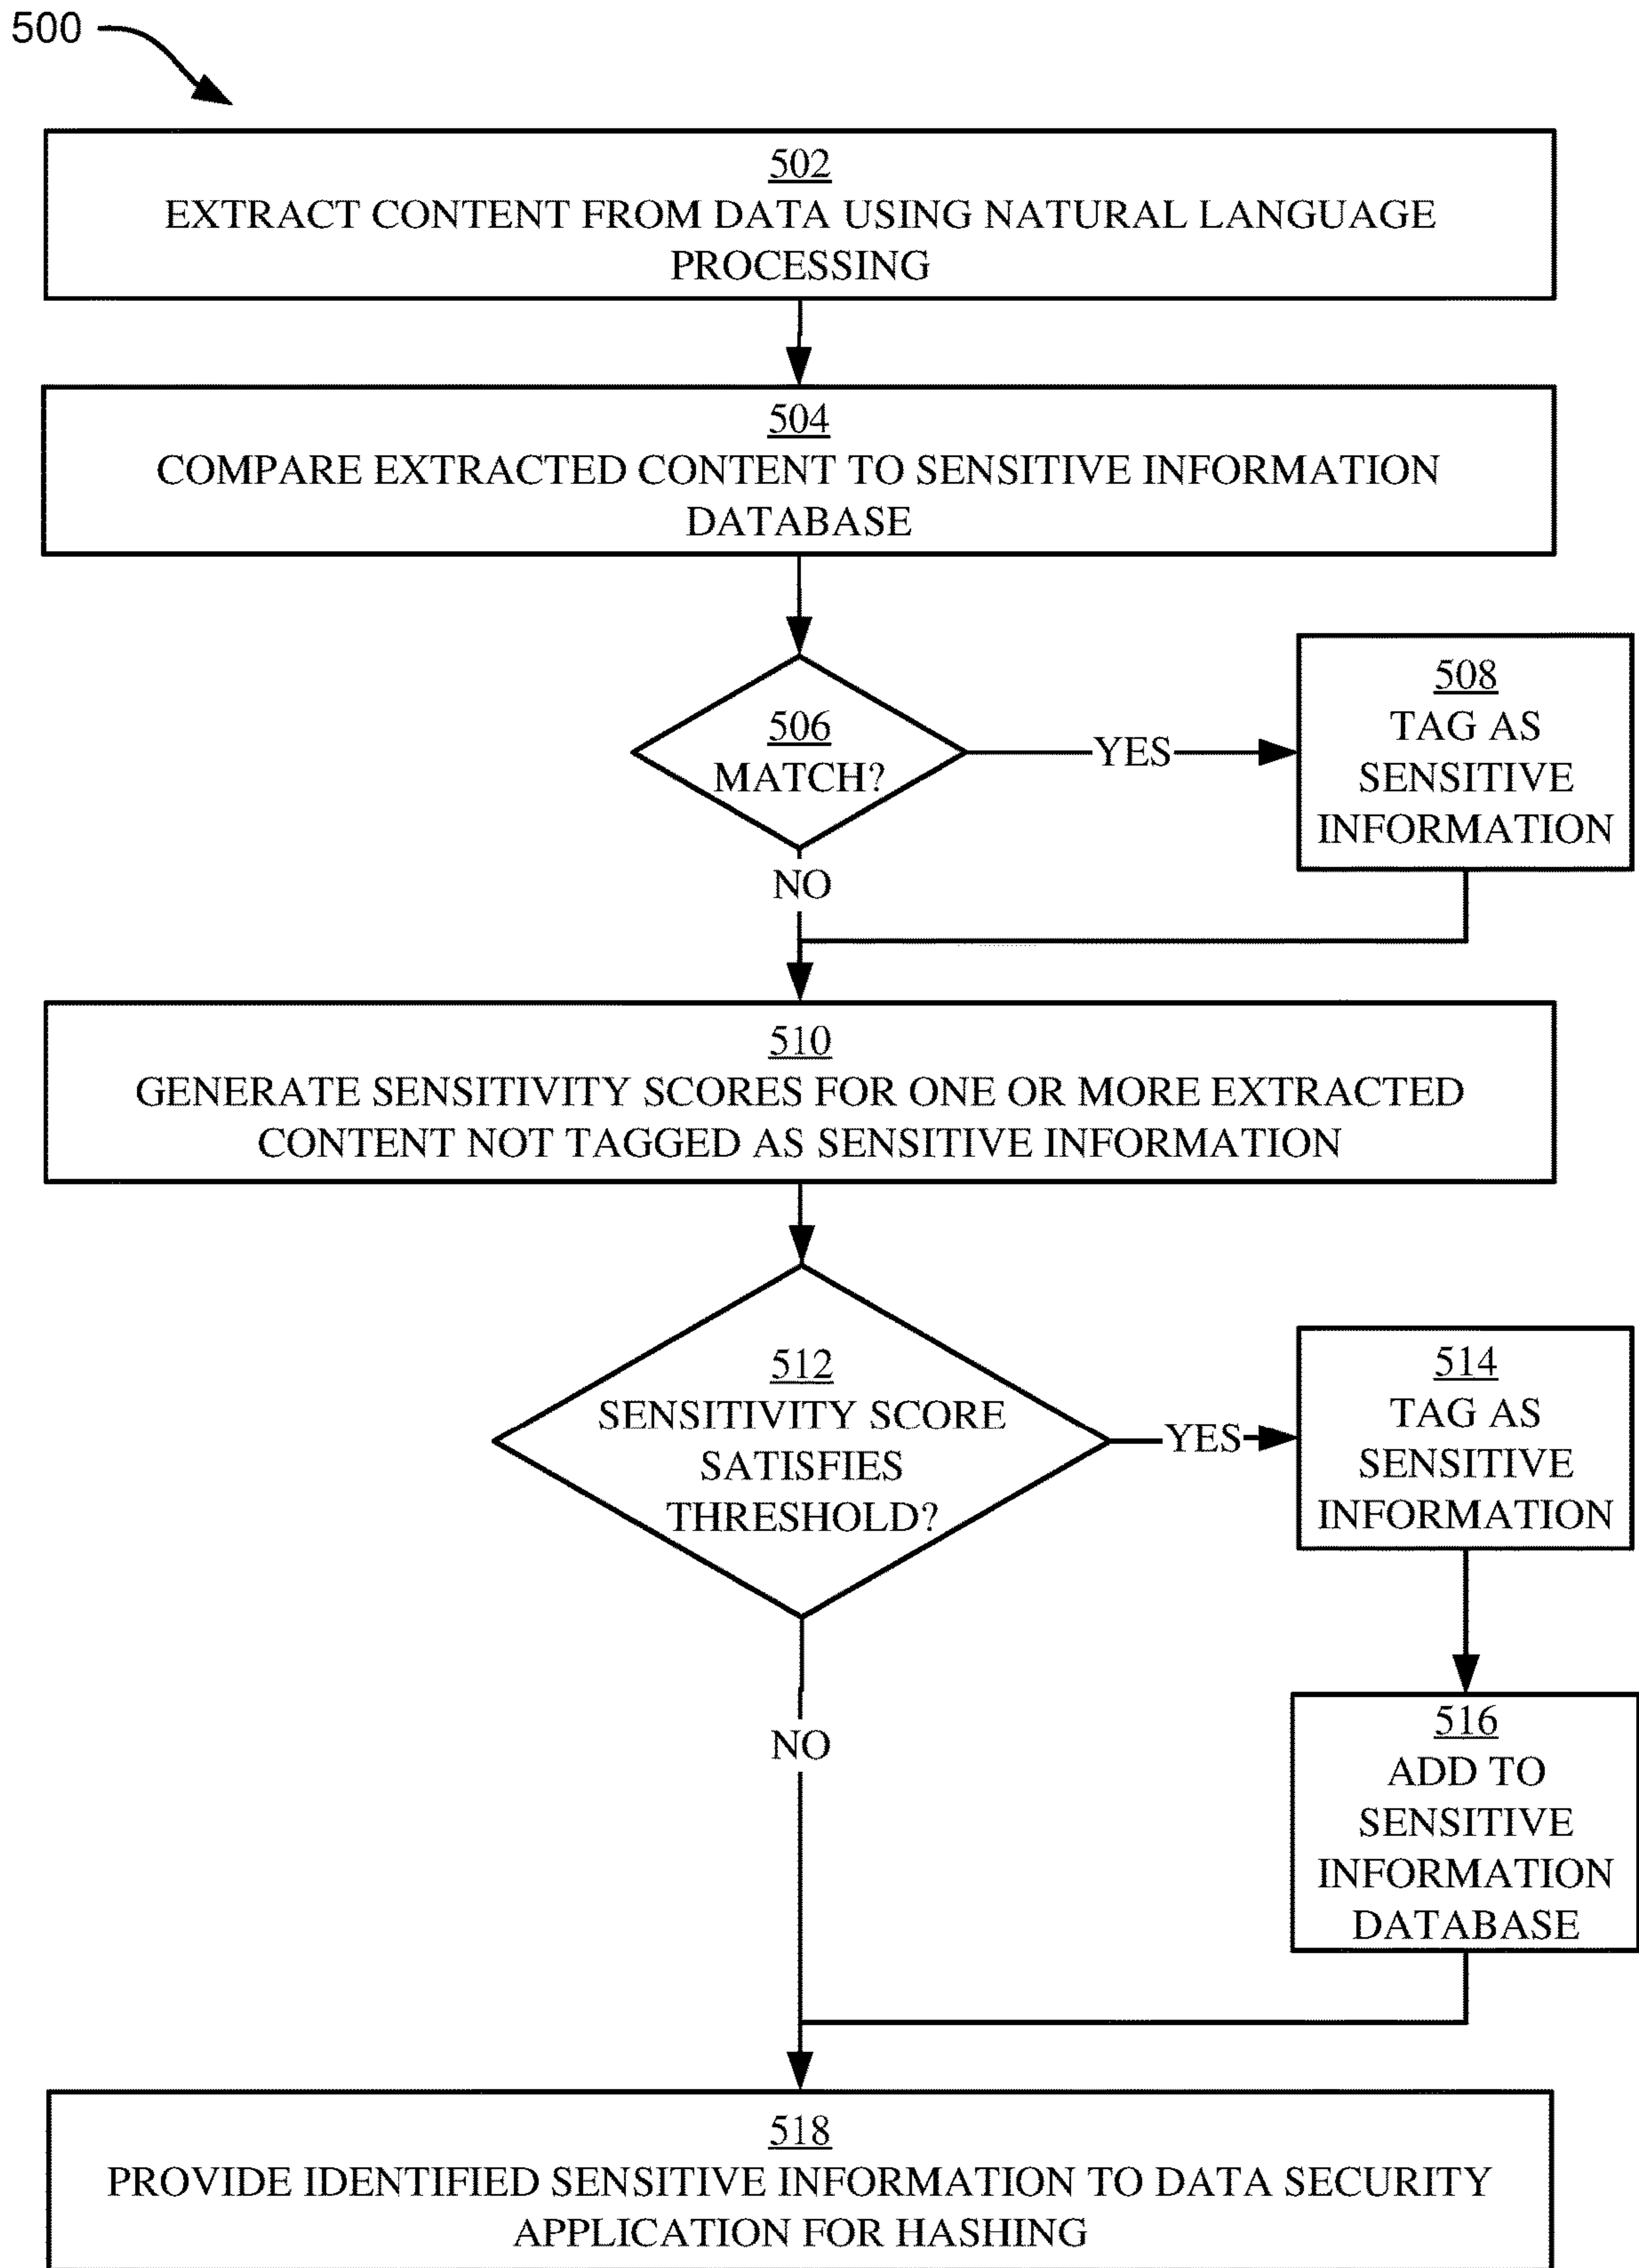 500
502
EXTRACT CONTENT FROM DATA USING NATURAL LANGUAGE
PROCESSING
504
COMPARE EXTRACTED CONTENT TO SENSITIVE INFORMATION
DATABASE
506
MATCH?
YES
508
TAG AS
SENSITIVE
INFORMATION
NO
510
GENERATE SENSITIVITY SCORES FOR ONE OR MORE EXTRACTED
CONTENT NOT TAGGED AS SENSITIVE INFORMATION
512
SENSITIVITY SCORE
SATISFIES
THRESHOLD?
YES
514
TAG AS
SENSITIVE
INFORMATION
NO
516
ADD TO
SENSITIVE
INFORMATION
DATABASE
518
PROVIDE IDENTIFIED SENSITIVE INFORMATION TO DATA SECURITY
APPLICATION FOR HASHING